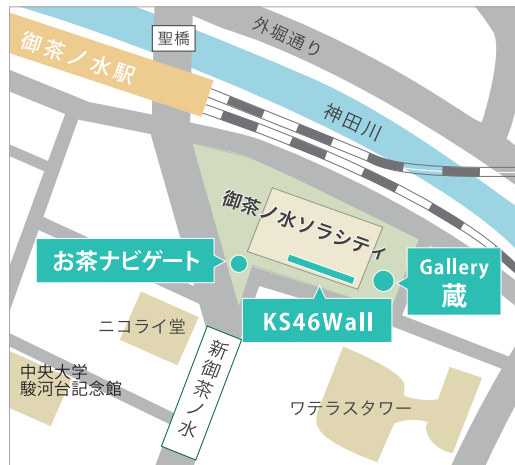 聖橋
外堀通り
御茶ノ水駅
神田川
御茶ノ水ソラシティ
お茶ナビゲート
Gallery
蔵
KS46Wall
ニコライ堂
新御茶ノ水
中央大学
駿河台記念館
ワテラスタワー